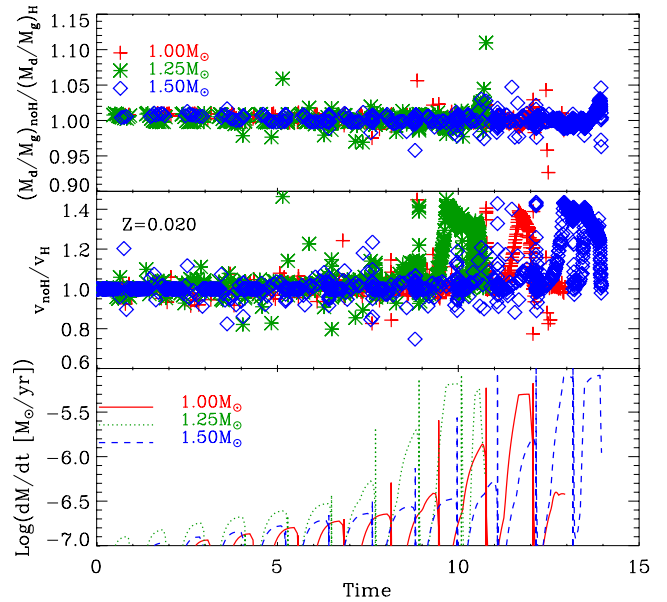 (M_d/M_g)_noH/(M_d/M_g)_H
1.15
1.10
1.05
1.00
0.95
0.90
1.00M⊙
1.25M⊙
1.50M⊙
v_noH/v_H
1.4
1.2
1.0
0.8
0.6
Z=0.020
Log(dM/dt [M⊙/yr)
-5.5
-6.0
-6.5
-7.0
1.00M⊙
1.25M⊙
1.50M⊙
0
5
10
15
Time